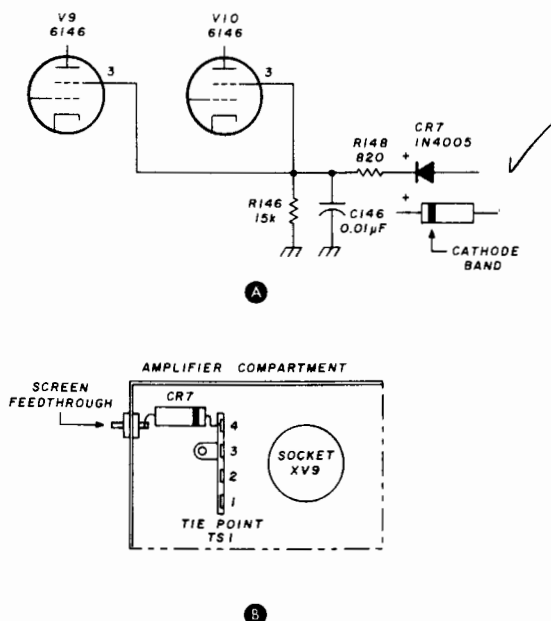 V9
6146
V10
6146
3
3
R148
820
CR7
1N4005
+
R146
15k
C146
0.01µF
+
CATHODE
BAND
A
AMPLIFIER COMPARTMENT
SCREEN
FEEDTHROUGH
CR7
4
3
2
1
SOCKET
XV9
TIE POINT
TS1
B